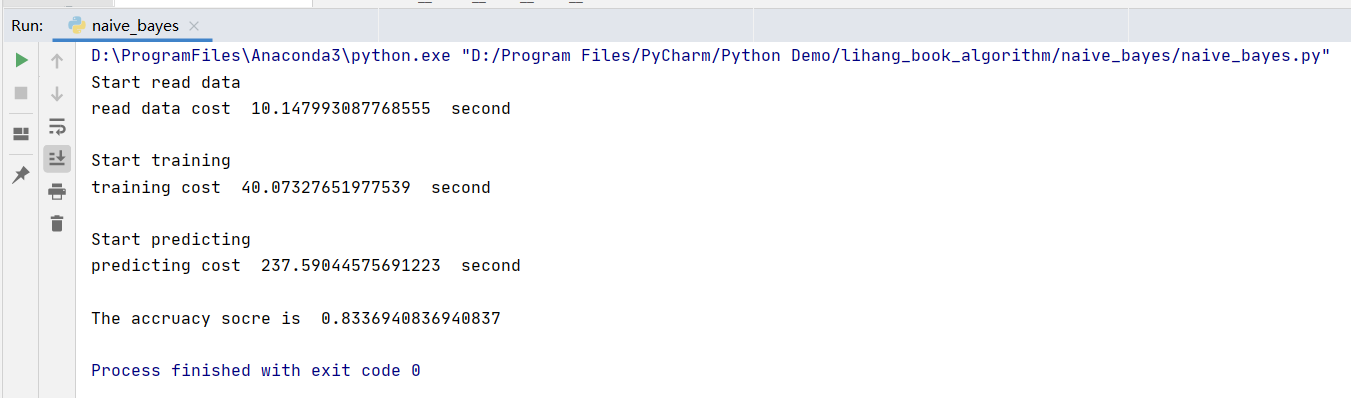 Run: naive_bayes
D:\ProgramFiles\Anaconda3\python.exe "D:/Program Files/PyCharm/Python Demo/lihang_book_algorithm/naive_bayes/naive_bayes.py"
Start read data
read data cost  10.147993087768555  second
Start training
training cost  40.07327651977539  second
Start predicting
predicting cost  237.59044575691223  second
The accruacy socre is  0.8336940836940837
Process finished with exit code 0